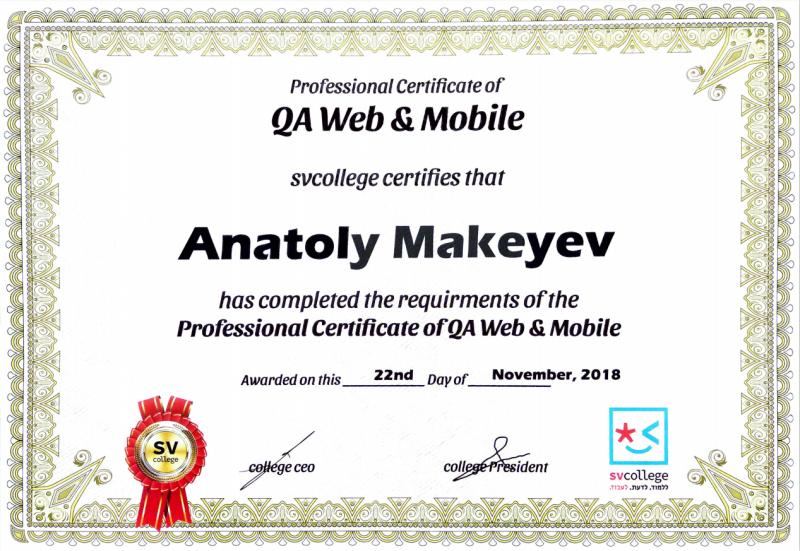 Professional Certificate of
QA Web & Mobile
svcollege certifies that
Anatoly Makeyev
has completed the requirments of the
Professional Certificate of QA Web & Mobile
Awarded on this 22nd Day of November, 2018
SV
college
college ceo
college President
svcollege
ללמוד, לדעת, לעבוד.